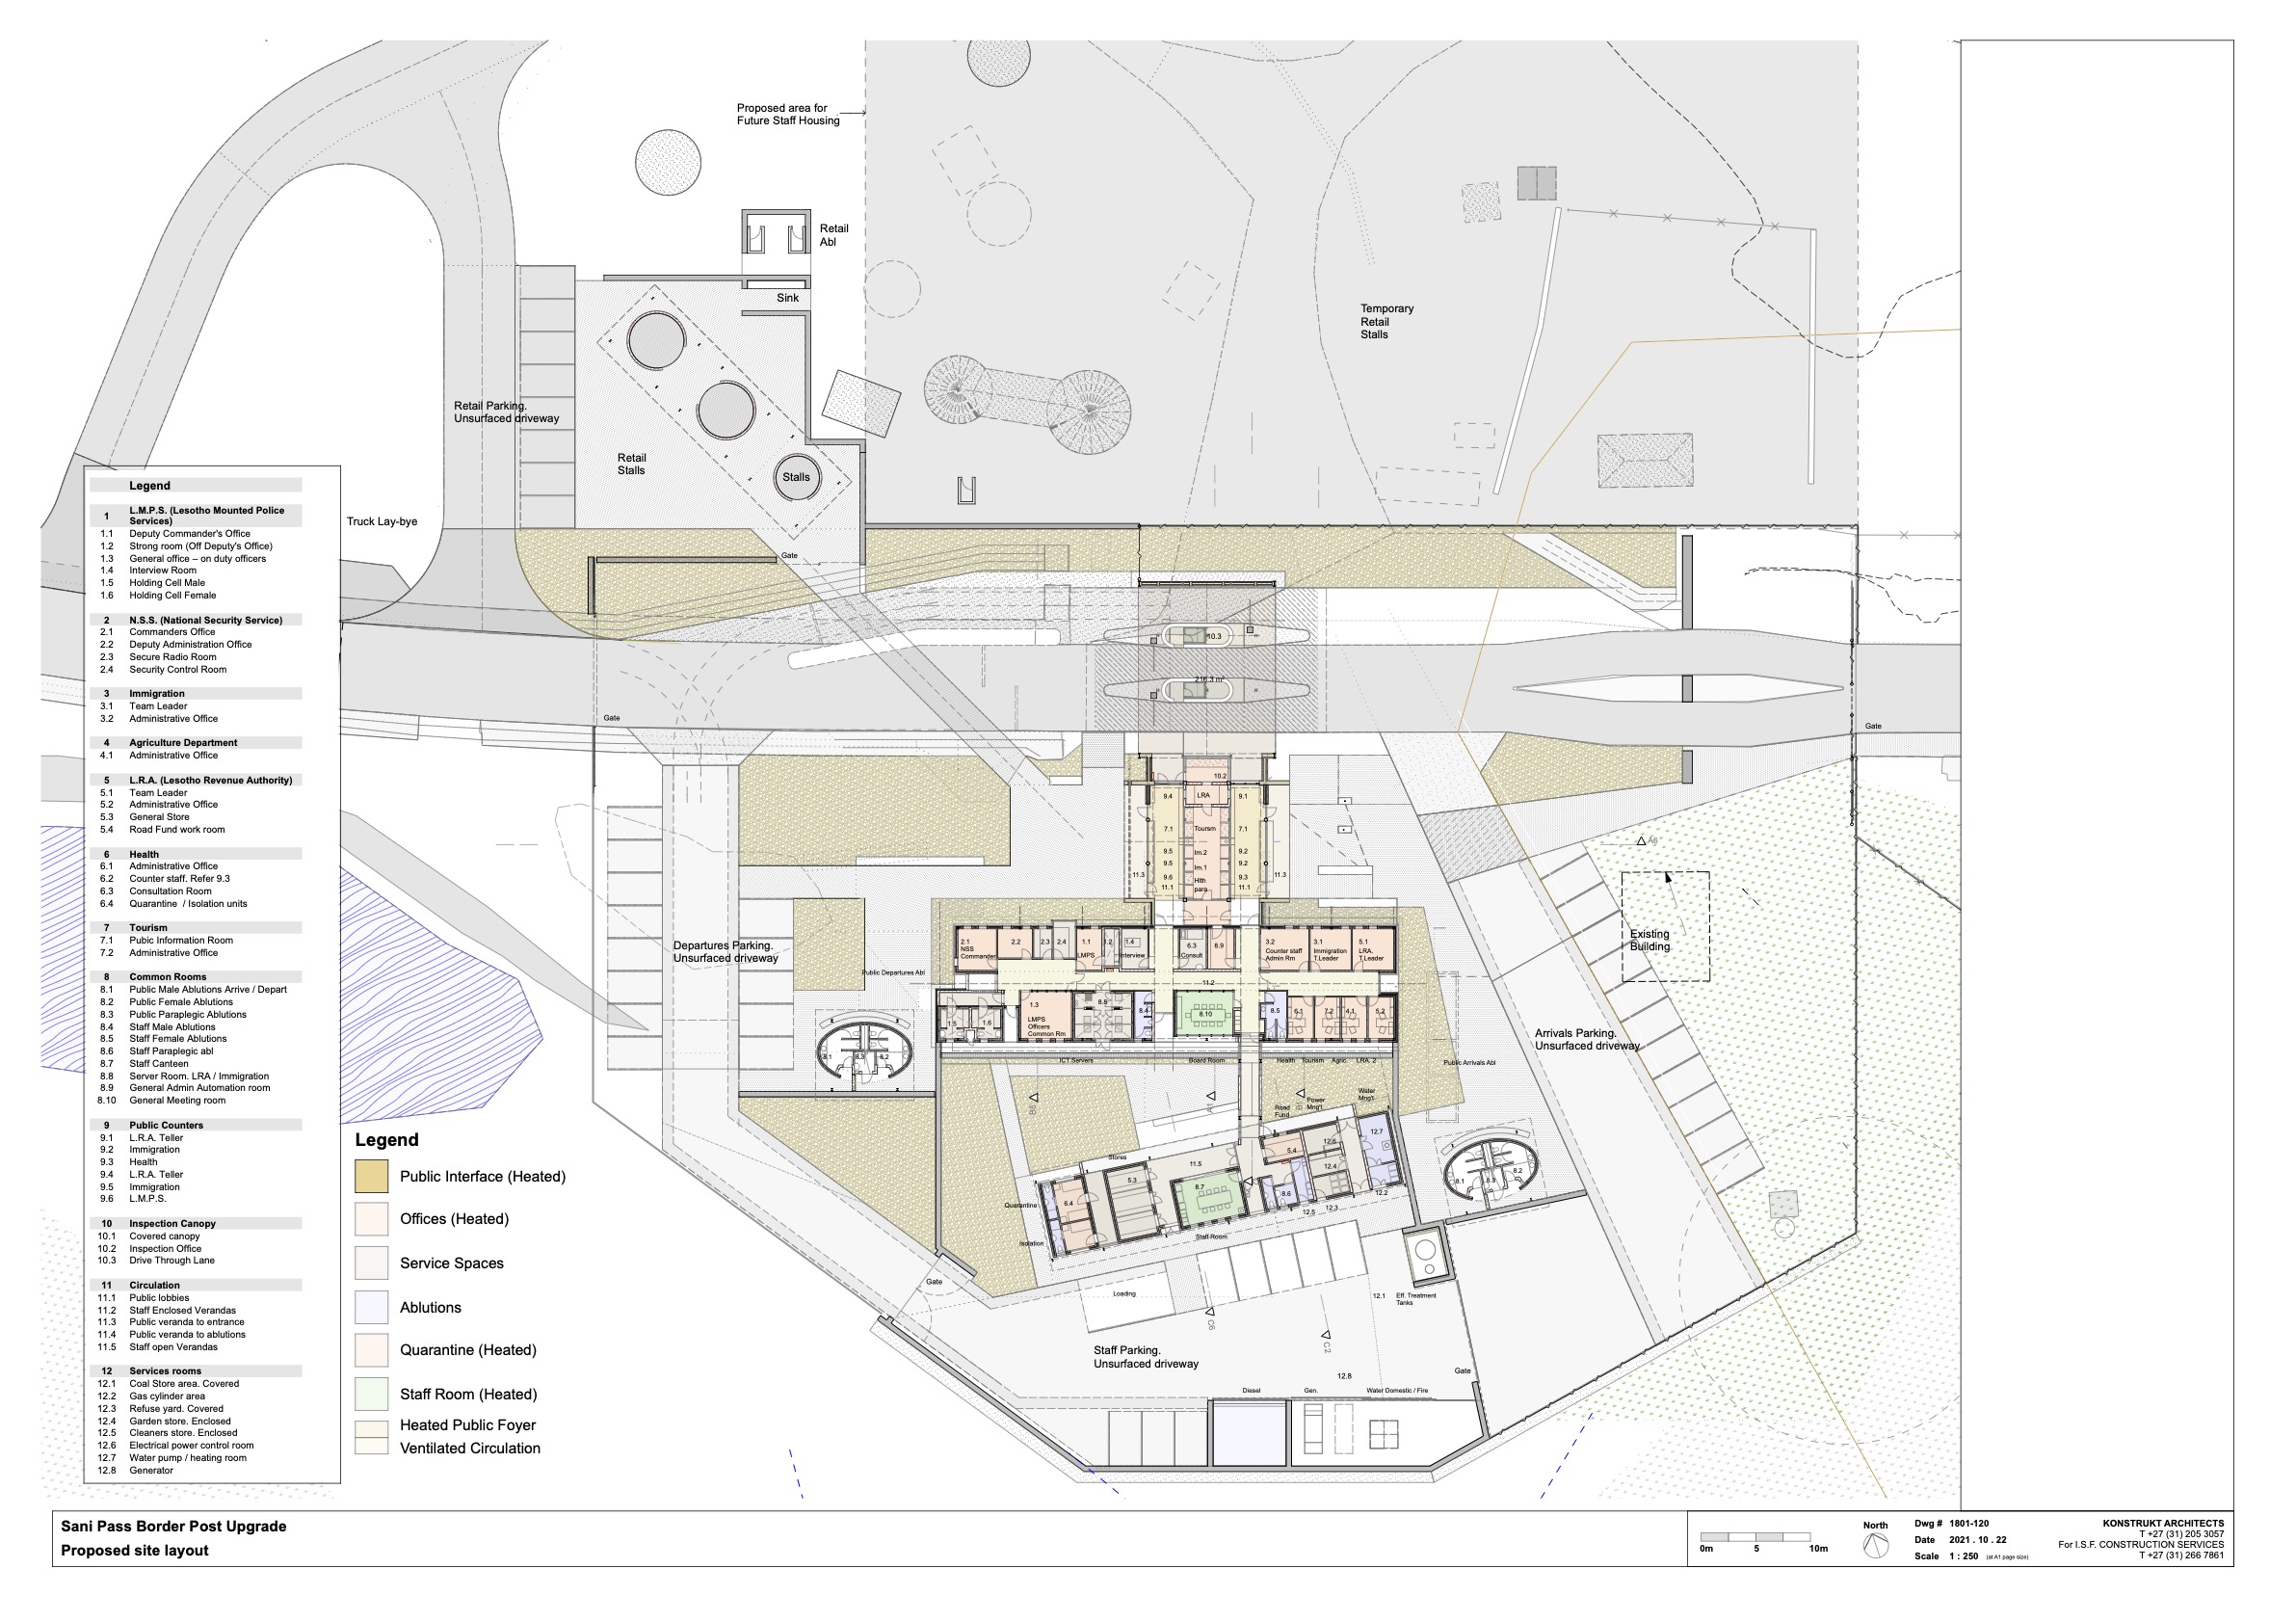 Proposed area for
Future Staff Housing
Retail
Abl
Sink
Temporary
Retail
Stalls
Retail Parking.
Unsurfaced driveway
Retail
Stalls
Stalls
Truck Lay-bye
Gate
Legend
1 L.M.P.S. (Lesotho Mounted Police
Services)
1.1 Deputy Commander's Office
1.2 Strong room (Off Deputy's Office)
1.3 General office – on duty officers
1.4 Interview Room
1.5 Holding Cell Male
1.6 Holding Cell Female
2 N.S.S. (National Security Service)
2.1 Commanders Office
2.2 Deputy Administration Office
2.3 Secure Radio Room
2.4 Security Control Room
3 Immigration
3.1 Team Leader
3.2 Administrative Office
4 Agriculture Department
4.1 Administrative Office
5 L.R.A. (Lesotho Revenue Authority)
5.1 Team Leader
5.2 Administrative Office
5.3 General Store
5.4 Road Fund work room
6 Health
6.1 Administrative Office
6.2 Counter staff. Refer 9.3
6.3 Consultation Room
6.4 Quarantine / Isolation units
7 Tourism
7.1 Pubic Information Room
7.2 Administrative Office
8 Common Rooms
8.1 Public Male Ablutions Arrive / Depart
8.2 Public Female Ablutions
8.3 Public Paraplegic Ablutions
8.4 Staff Male Ablutions
8.5 Staff Female Ablutions
8.6 Staff Paraplegic abl
8.7 Staff Canteen
8.8 Server Room. LRA / Immigration
8.9 General Admin Automation room
8.10 General Meeting room
9 Public Counters
9.1 L.R.A. Teller
9.2 Immigration
9.3 Health
9.4 L.R.A. Teller
9.5 Immigration
9.6 L.M.P.S.
10 Inspection Canopy
10.1 Covered canopy
10.2 Inspection Office
10.3 Drive Through Lane
11 Circulation
11.1 Public lobbies
11.2 Staff Enclosed Verandas
11.3 Public veranda to entrance
11.4 Public veranda to ablutions
11.5 Staff open Verandas
12 Services rooms
12.1 Coal Store area. Covered
12.2 Gas cylinder area
12.3 Refuse yard. Covered
12.4 Garden store. Enclosed
12.5 Cleaners store. Enclosed
12.6 Electrical power control room
12.7 Water pump / heating room
12.8 Generator
10.3
216.3 m²
Gate
Gate
10.2
LRA
9.4
9.1
7.1
Toursm
7.1
9.5
Im.2
9.2
9.5
Im.1
9.2
11.3
9.6
Hlth
9.3
11.3
11.1
para
11.1
A6
Existing
Building
Departures Parking.
Unsurfaced driveway
Public Departures Abl
2.1
NSS
Commander
2.2
2.3
2.4
1.1
LMPS
1.2
1.4
Interview
6.3
Consult
8.9
3.2
Counter staff
Admin Rm
3.1
Immigration
T.Leader
5.1
LRA.
T.Leader
11.2
1.5
1.6
1.3
LMPS
Officers
Common Rm
8.8
8.4
8.10
8.5
6.1
7.2
4.1
5.2
8.1
8.3
8.2
ICT Servers
Board Room
Health
Tourism
Agric.
LRA. 2
Arrivals Parking.
Unsurfaced driveway
Public Arrivals Abl
B5
A1
Road
Fund
Power
Mng't
Water
Mng't
Stores
11.5
5.4
12.6
12.7
12.4
5.3
8.7
8.6
12.2
12.5
12.3
Quarantine
6.4
Isolation
Staff Room
8.1
8.3
8.2
Gate
Loading
C6
C2
12.1
Eff. Treatment
Tanks
Staff Parking.
Unsurfaced driveway
12.8
Gate
Diesel
Gen.
Water Domestic / Fire
Legend
Public Interface (Heated)
Offices (Heated)
Service Spaces
Ablutions
Quarantine (Heated)
Staff Room (Heated)
Heated Public Foyer
Ventilated Circulation
Sani Pass Border Post Upgrade
Proposed site layout
0m 5 10m
North
Dwg # 1801-120
Date 2021 . 10 . 22
Scale 1 : 250 (at A1 page size)
KONSTRUKT ARCHITECTS
T +27 (31) 205 3057
For I.S.F. CONSTRUCTION SERVICES
T +27 (31) 266 7861